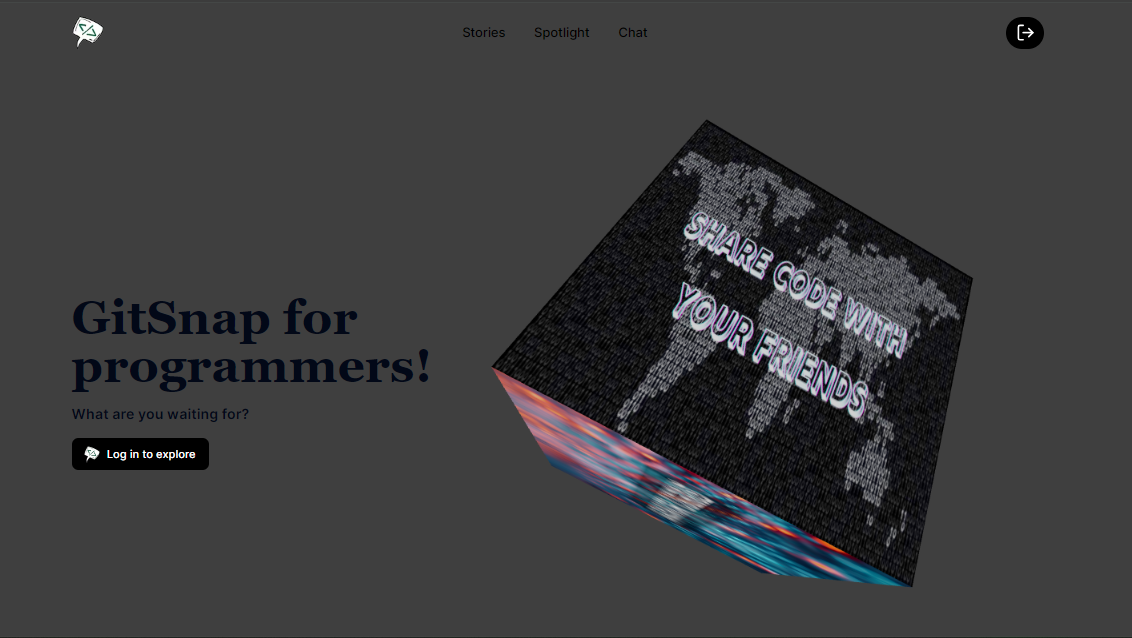 Stories
Spotlight
Chat
GitSnap for
programmers!
What are you waiting for?
Log in to explore
SHARE CODE WITH
YOUR FRIENDS